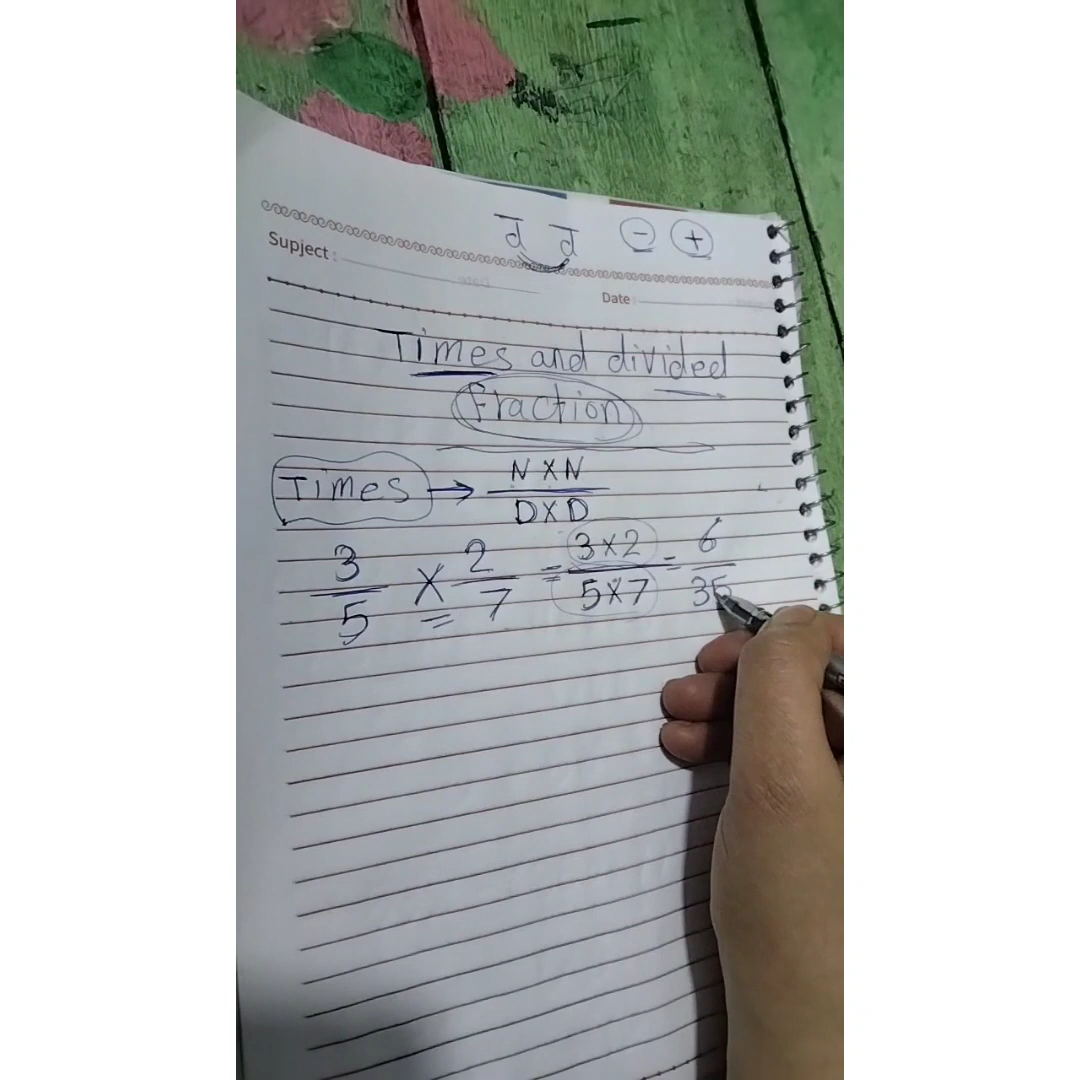 d d - +
Supject :
Date :
Times and divided
fraction
Times → N X N / D X D
3/5 X 2/7 = 3 X 2 / 5 X 7 = 6/35